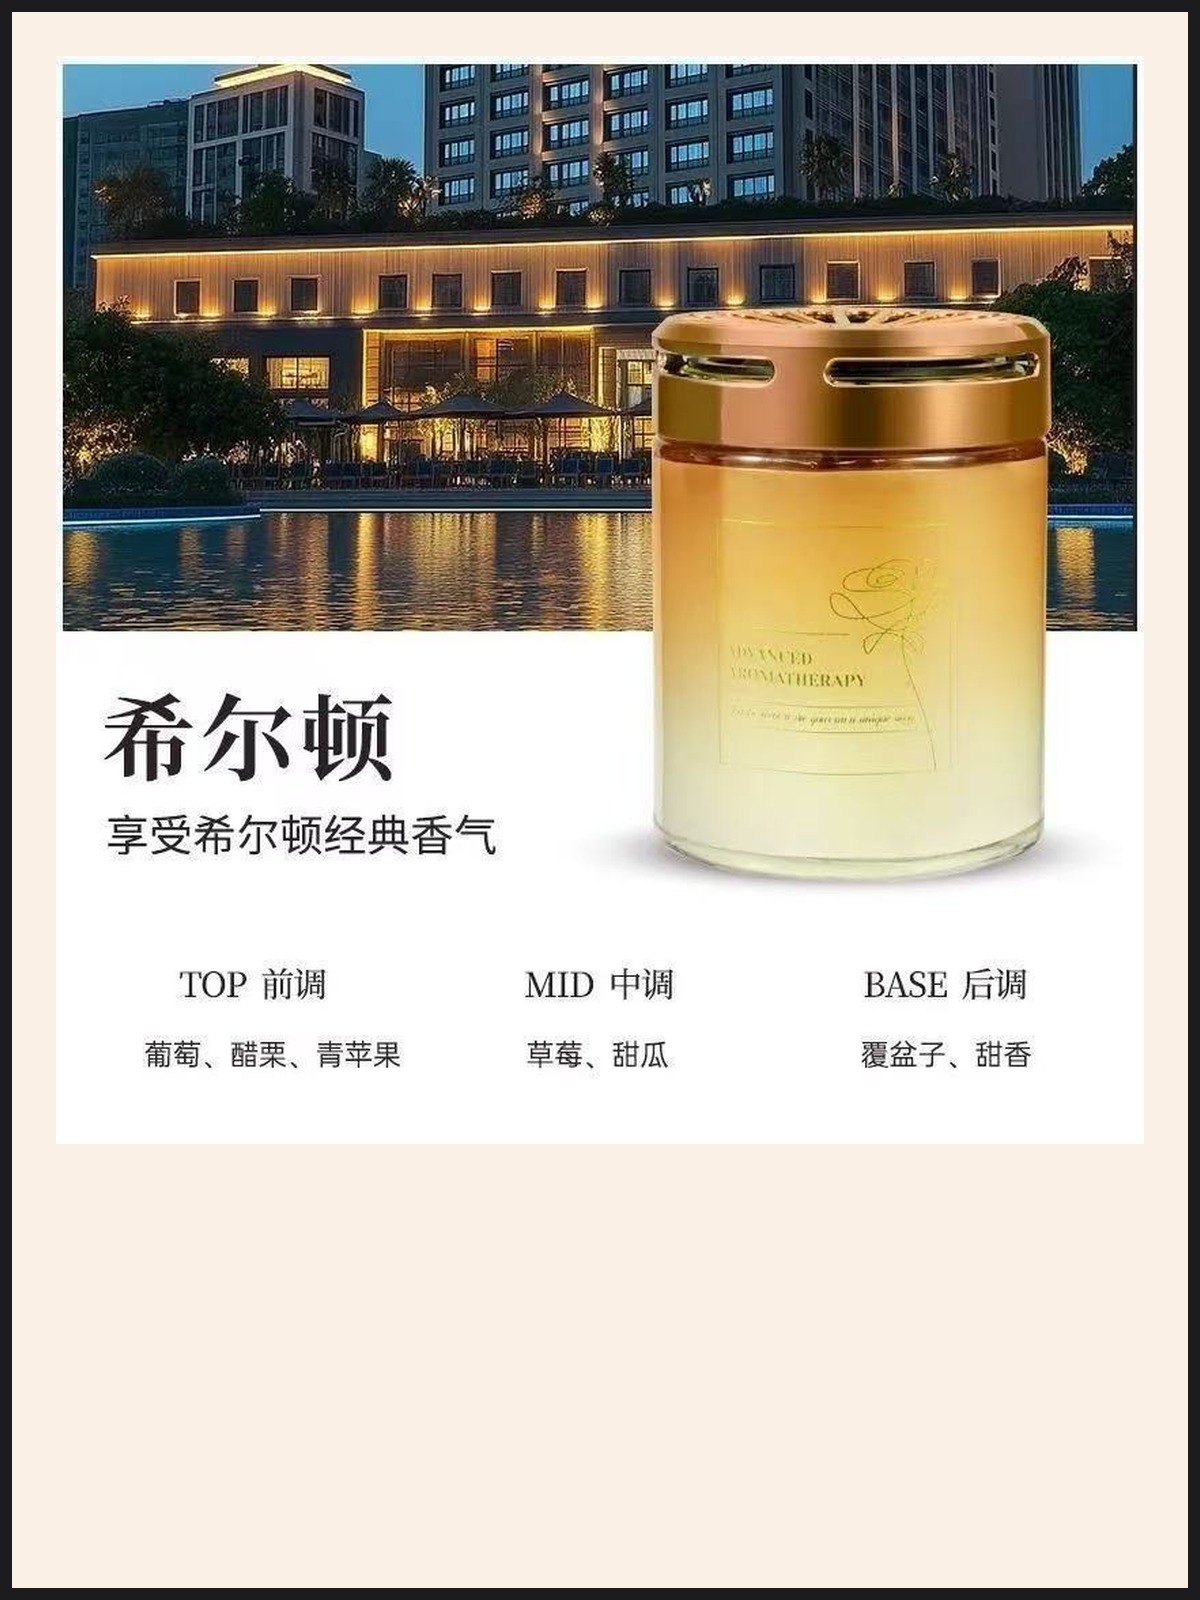 ADVANCED
AROMATHERAPY
希尔顿
享受希尔顿经典香气
TOP 前调
葡萄、醋栗、青苹果
MID 中调
草莓、甜瓜
BASE 后调
覆盆子、甜香